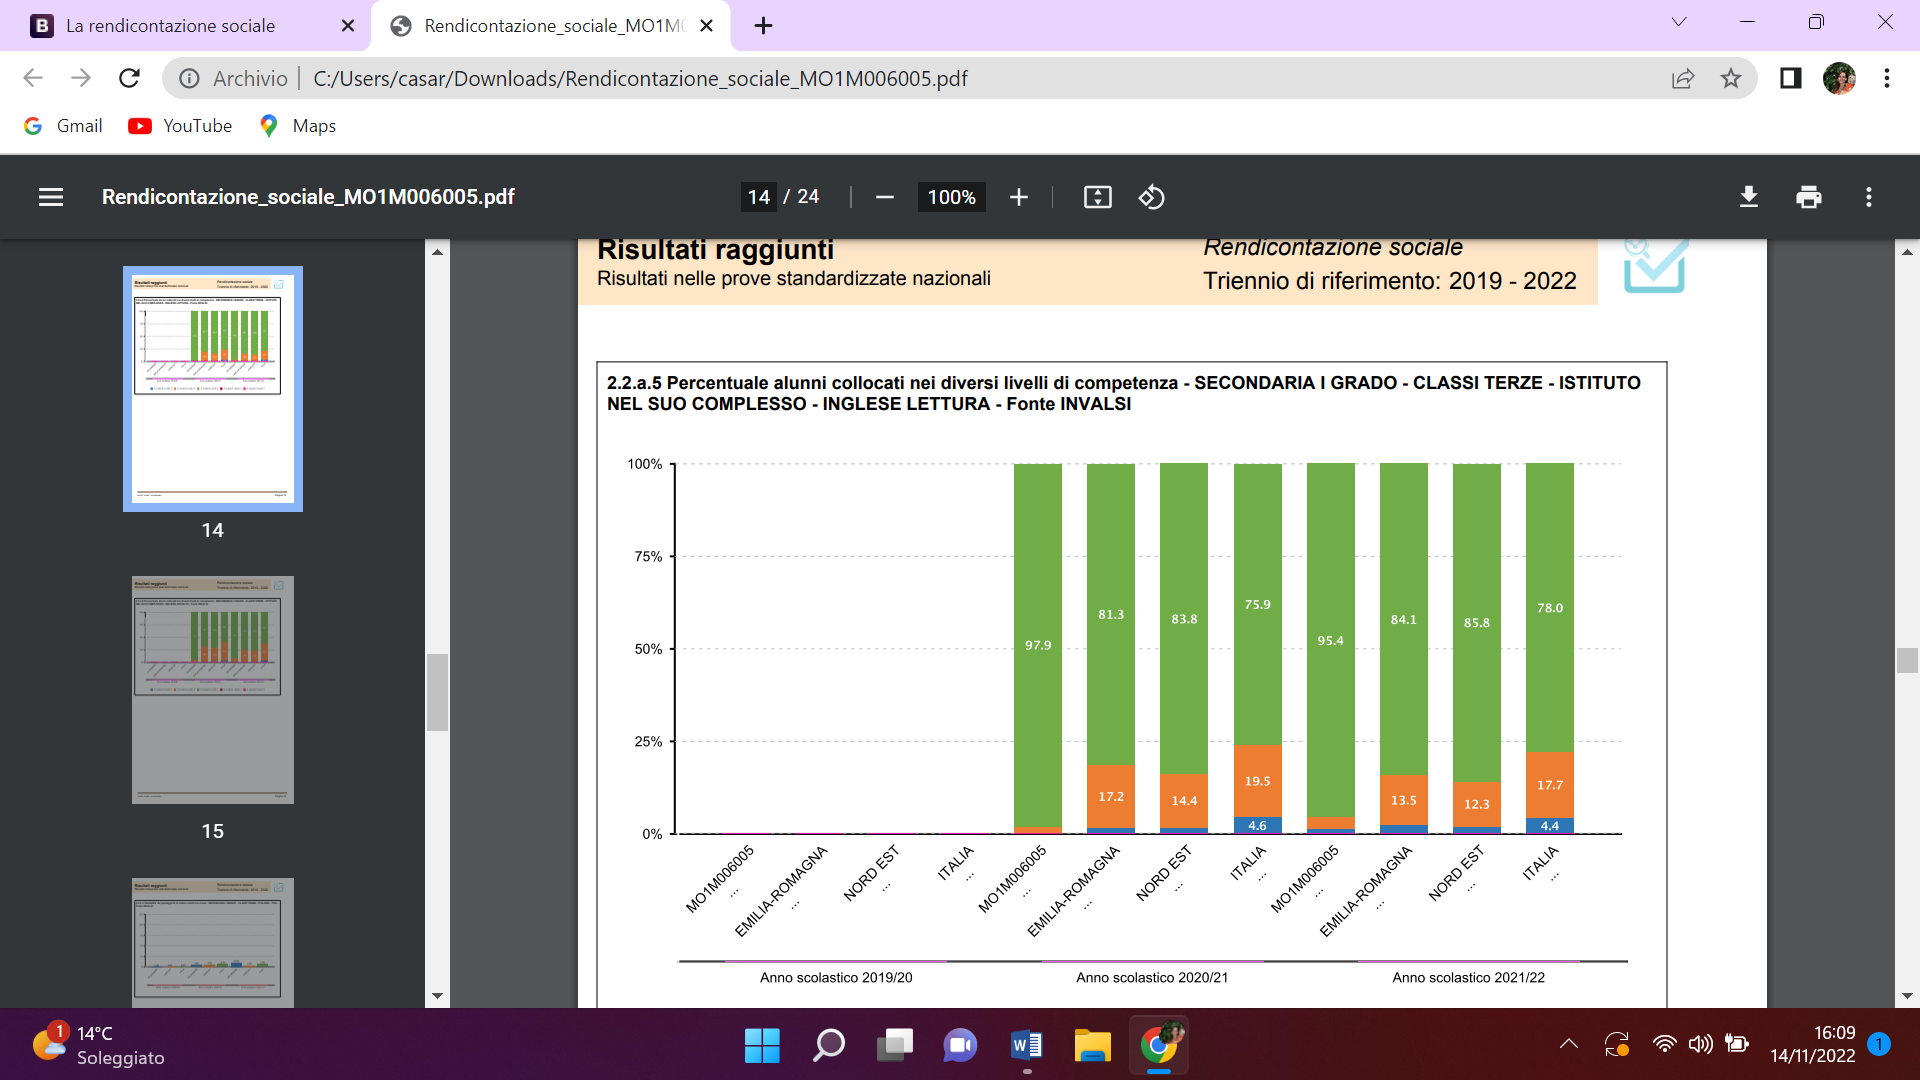 La rendicontazione sociale
Rendicontazione_sociale_MO1M
Archivio
C:/Users/casar/Downloads/Rendicontazione_sociale_MO1M006005.pdf
Gmail
YouTube
Maps
Rendicontazione_sociale_MO1M006005.pdf
14 / 24
100%
Risultati raggiunti
Risultati nelle prove standardizzate nazionali
Rendicontazione sociale
Triennio di riferimento: 2019 - 2022
14
15
2.2.a.5 Percentuale alunni collocati nei diversi livelli di competenza - SECONDARIA I GRADO - CLASSI TERZE - ISTITUTO
NEL SUO COMPLESSO - INGLESE LETTURA - Fonte INVALSI
100%
75%
50%
25%
0%
97.9
81.3
17.2
83.8
14.4
75.9
19.5
4.6
95.4
84.1
13.5
85.8
12.3
78.0
17.7
4.4
MO1M006005
...
EMILIA-ROMAGNA
...
NORD EST
...
ITALIA
...
MO1M006005
...
EMILIA-ROMAGNA
...
NORD EST
...
ITALIA
...
MO1M006005
...
EMILIA-ROMAGNA
...
NORD EST
...
ITALIA
...
Anno scolastico 2019/20
Anno scolastico 2020/21
Anno scolastico 2021/22
1
14°C
Soleggiato
16:09
14/11/2022
1